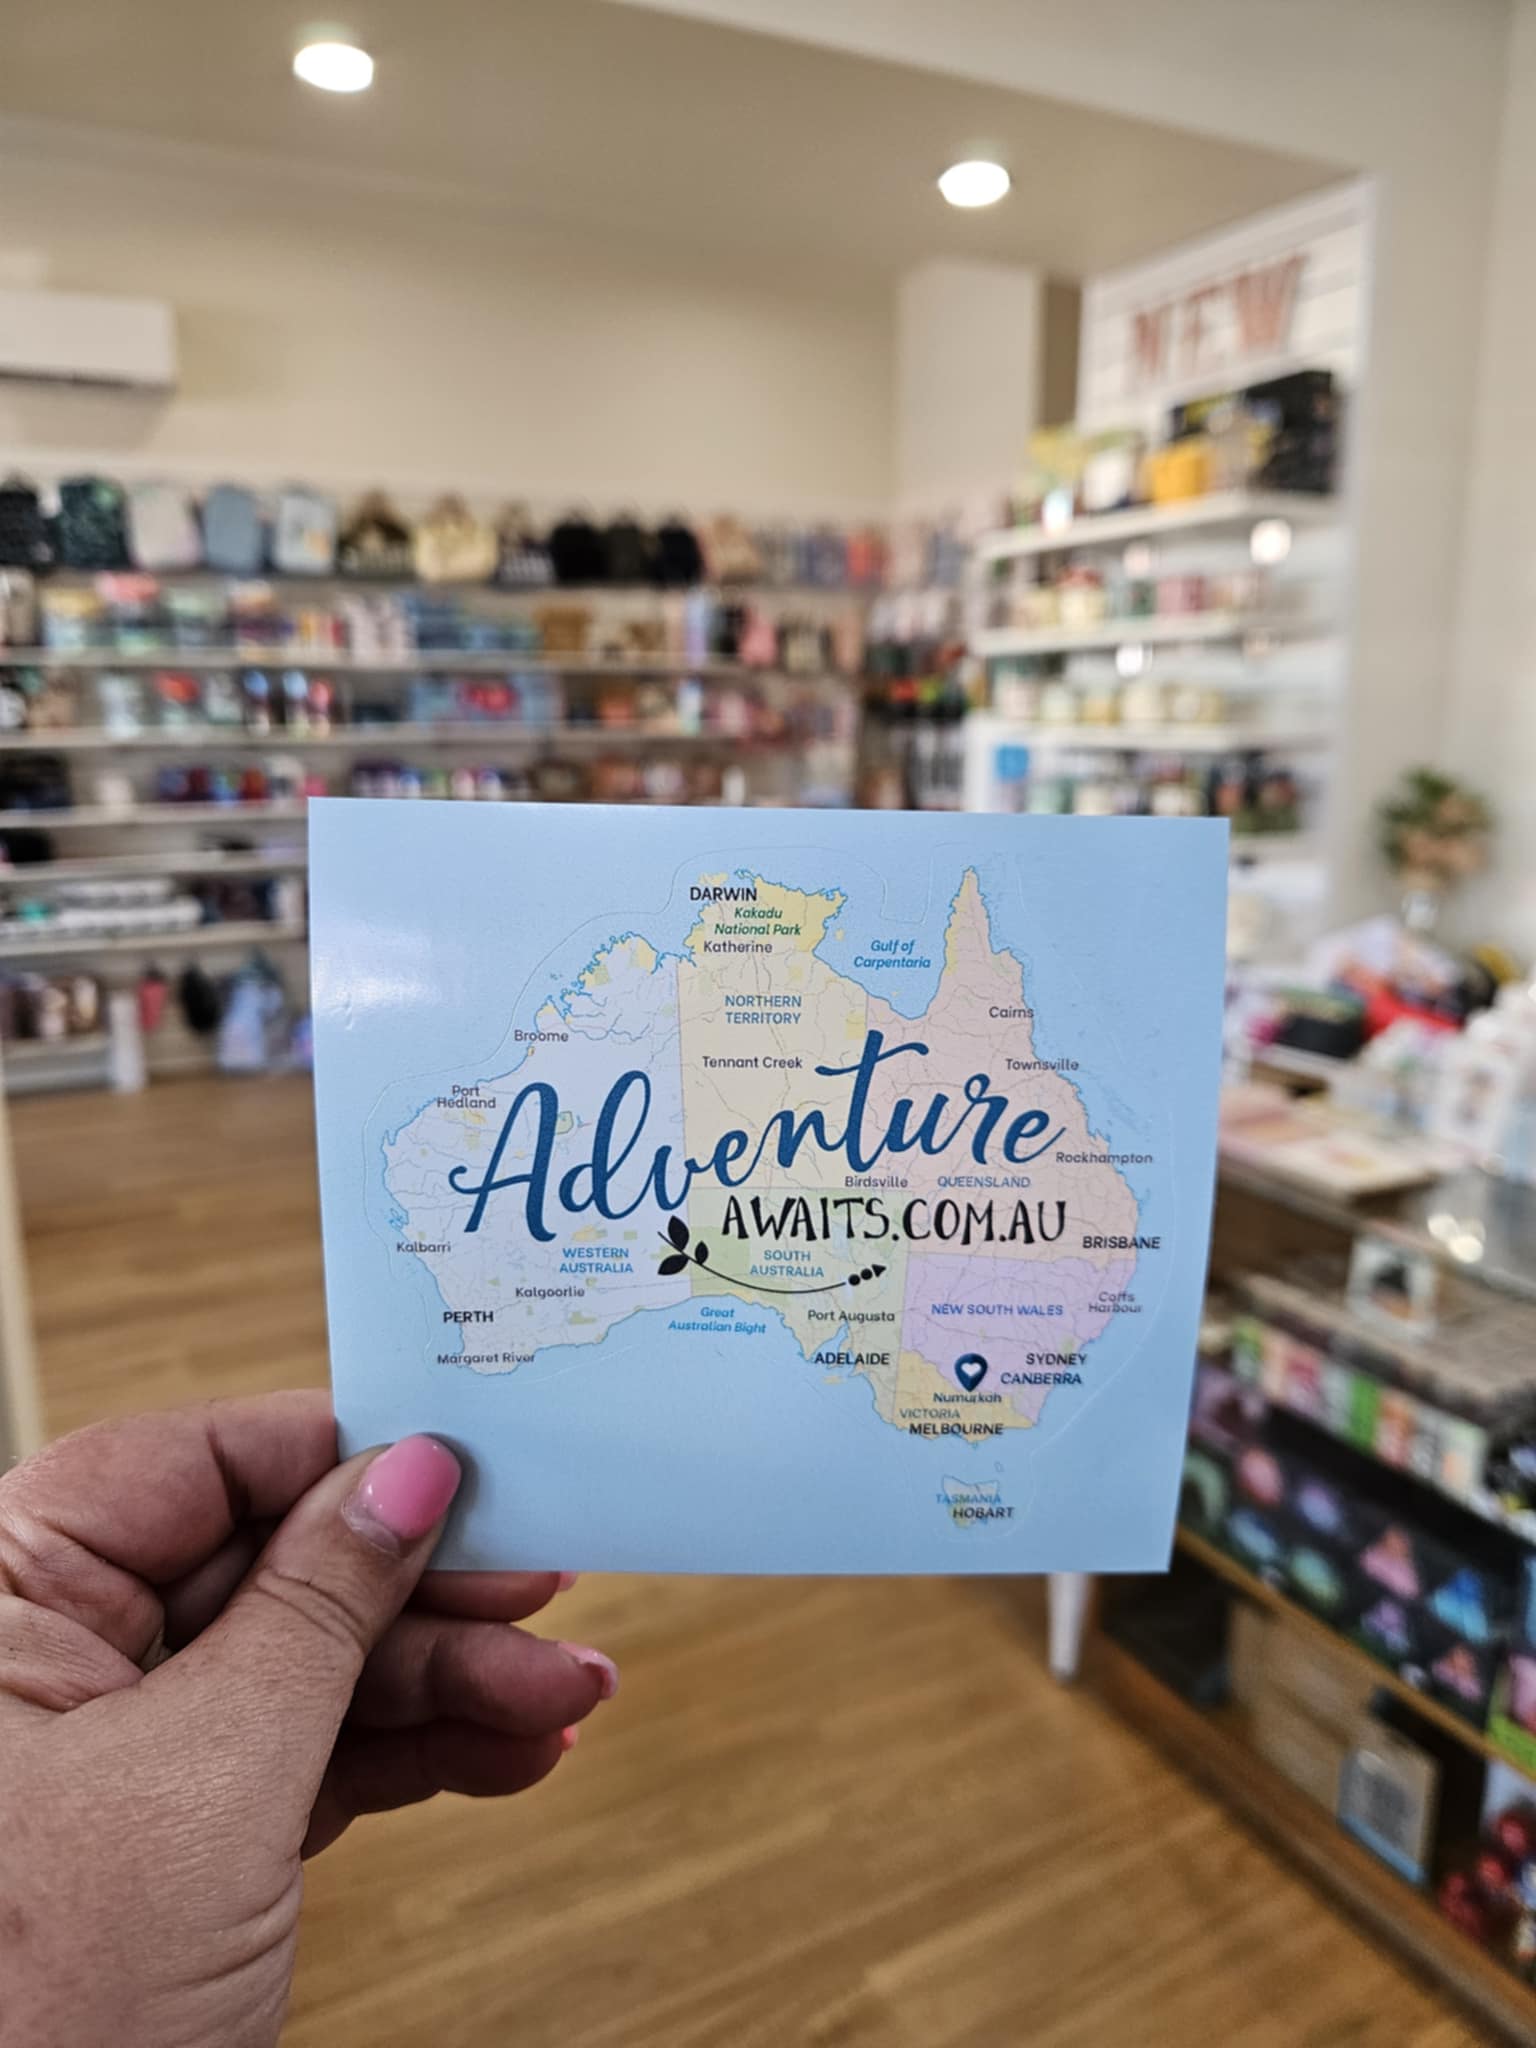 NEW
DARWIN
Kakadu
National Park
Katherine
Gulf of
Carpentaria
NORTHERN
TERRITORY
Cairns
Broome
Tennant Creek
Townsville
Port
Hedland
Adventure
Rockhampton
Birdsville
QUEENSLAND
AWAITS.COM.AU
BRISBANE
Kalbarri
WESTERN
AUSTRALIA
SOUTH
AUSTRALIA
Kalgoorlie
Coffs
Harbour
PERTH
Great
Australian Bight
Port Augusta
NEW SOUTH WALES
Margaret River
ADELAIDE
SYDNEY
CANBERRA
Numurkah
VICTORIA
MELBOURNE
TASMANIA
HOBART